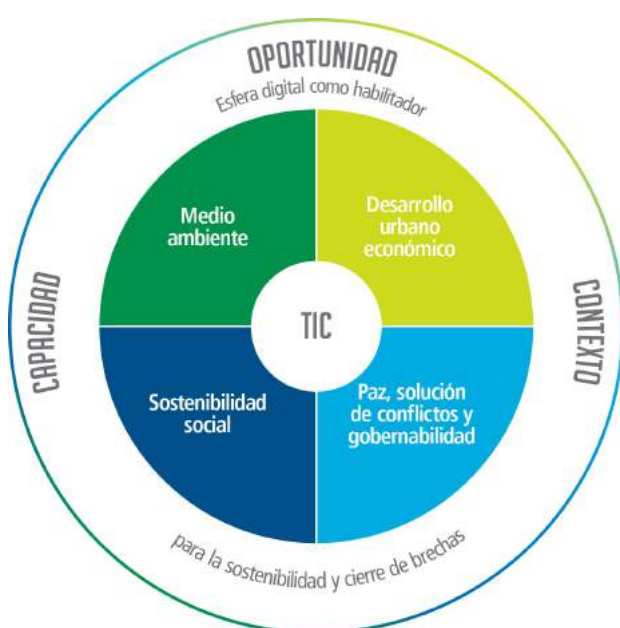 OPORTUNIDAD
Esfera digital como habilitador
Medio
ambiente
Desarrollo
urbano
económico
CAPACIDAD
TIC
CONTEXTO
Sostenibilidad
social
Paz, solución
de conflictos y
gobernabilidad
para la sostenibilidad y cierre de brechas